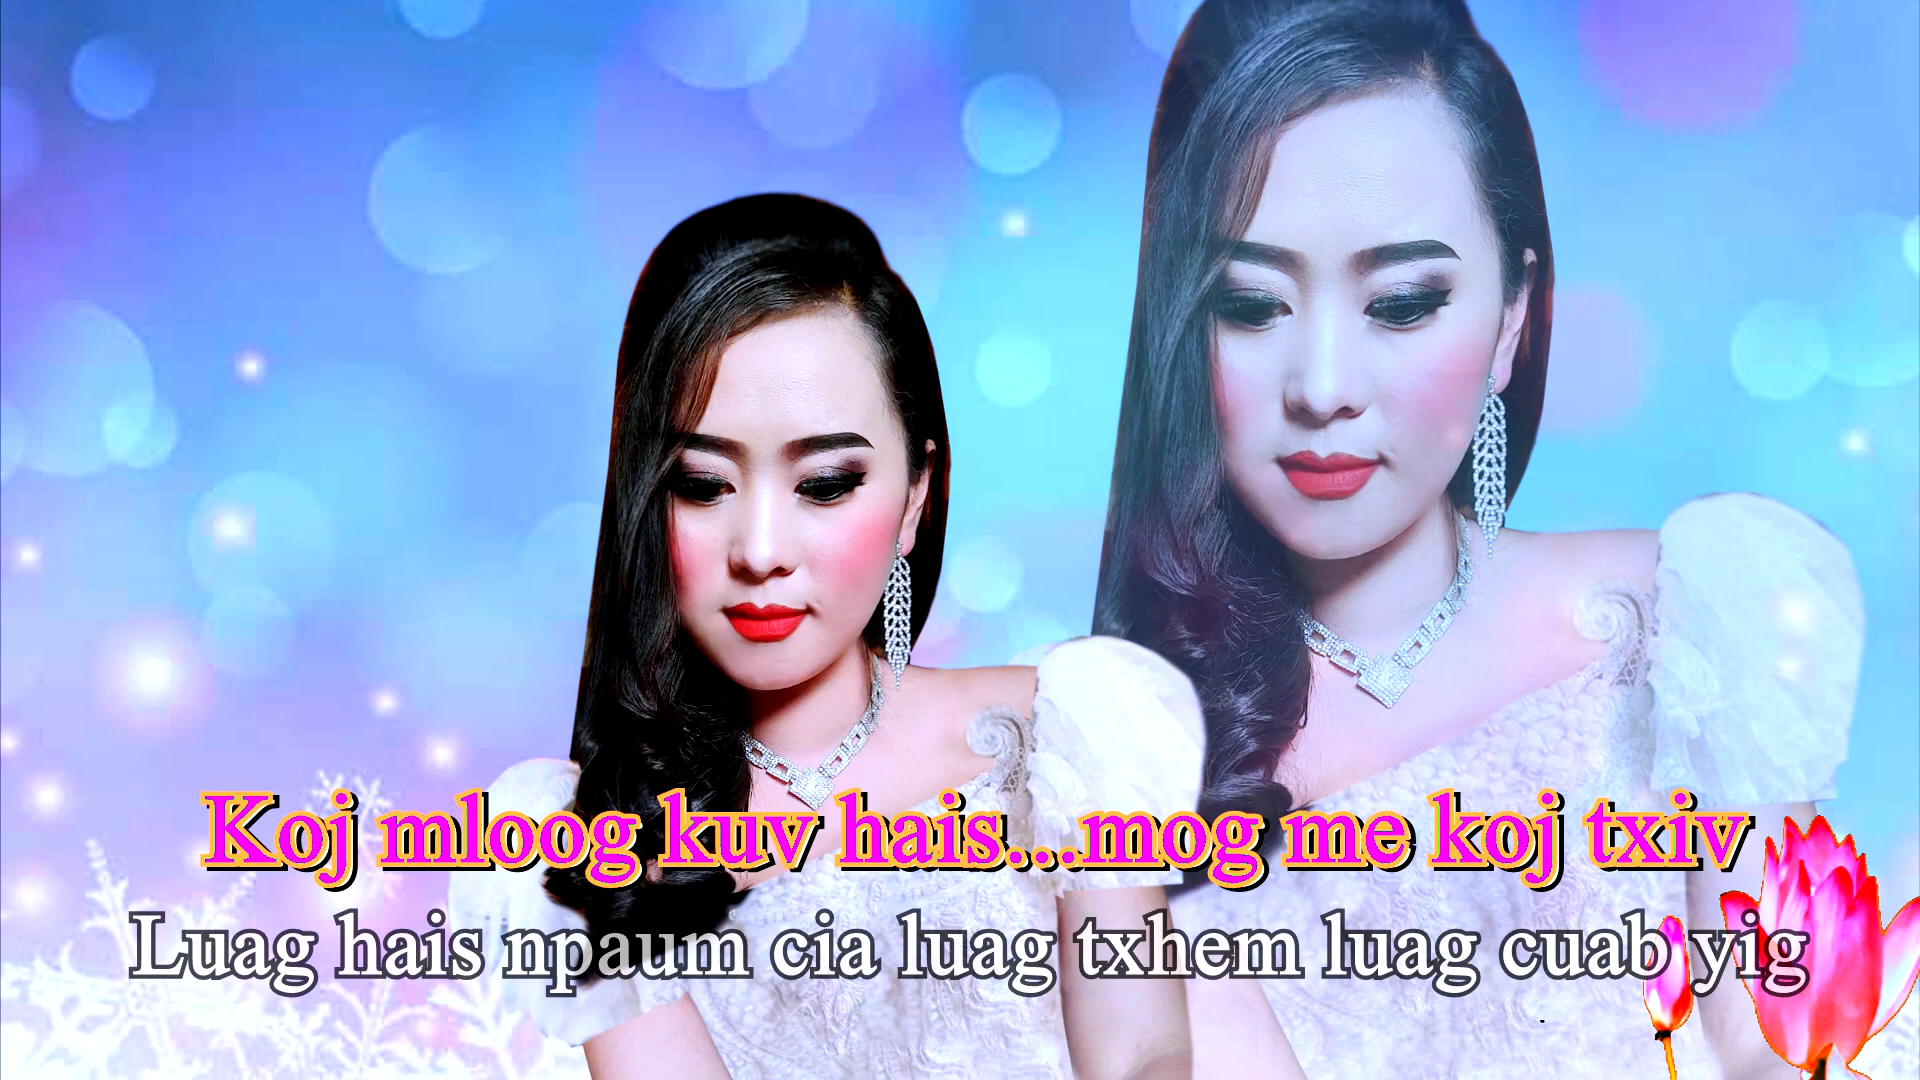 Koj mloog kuv hais...mog me koj txiv
Luag hais npaum cia luag txhem luag cuab yig